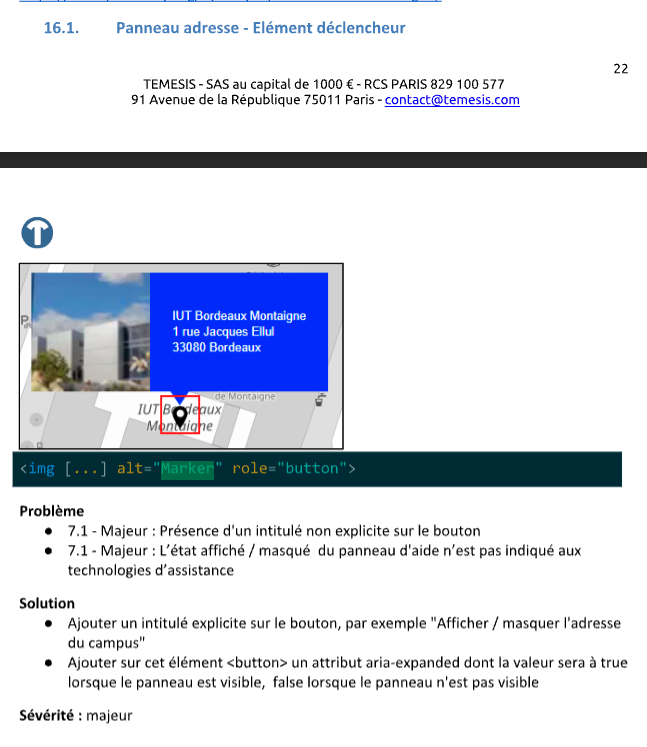 16.1. Panneau adresse - Elément déclencheur
22
TEMESIS - SAS au capital de 1000 € - RCS PARIS 829 100 577
91 Avenue de la République 75011 Paris - contact@temesis.com
IUT Bordeaux Montaigne
1 rue Jacques Ellul
33080 Bordeaux
de Montaigne
IUT Bordeaux
Montaigne
<img [...] alt="Marker" role="button">
Problème
● 7.1 - Majeur : Présence d'un intitulé non explicite sur le bouton
● 7.1 - Majeur : L’état affiché / masqué  du panneau d'aide n’est pas indiqué aux
technologies d’assistance
Solution
● Ajouter un intitulé explicite sur le bouton, par exemple "Afficher / masquer l'adresse
du campus"
● Ajouter sur cet élément <button> un attribut aria-expanded dont la valeur sera à true
lorsque le panneau est visible,  false lorsque le panneau n'est pas visible
Sévérité : majeur